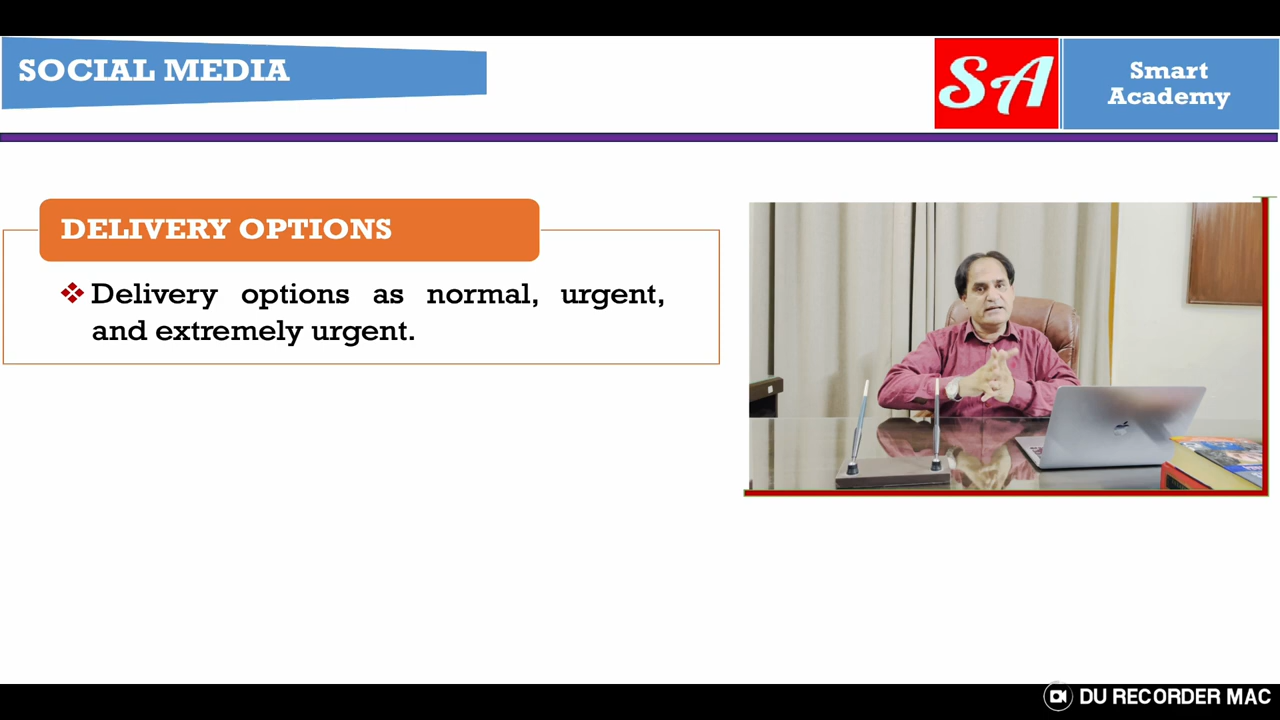 SOCIAL MEDIA
SA
Smart
Academy
DELIVERY OPTIONS
Delivery options as normal, urgent,
and extremely urgent.
DU RECORDER MAC